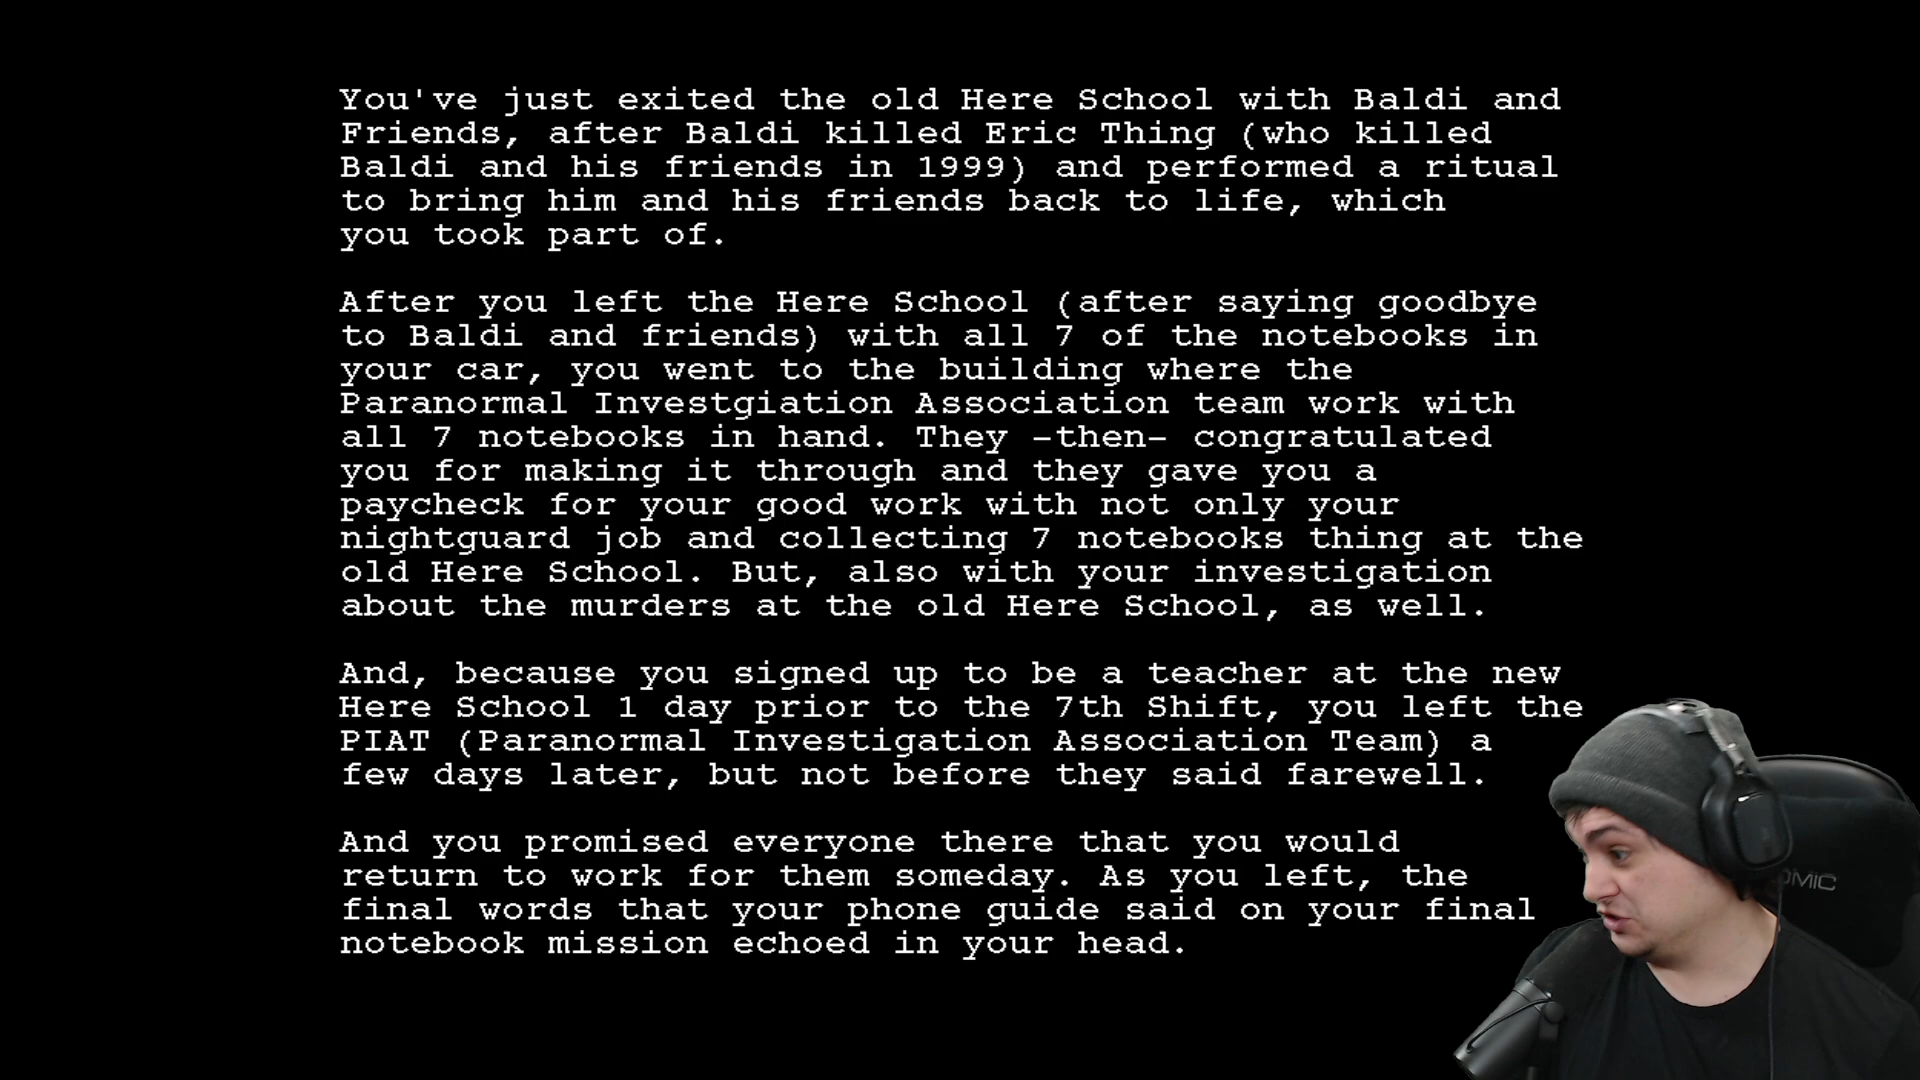 You've just exited the old Here School with Baldi and
Friends, after Baldi killed Eric Thing (who killed
Baldi and his friends in 1999) and performed a ritual
to bring him and his friends back to life, which
you took part of.
After you left the Here School (after saying goodbye
to Baldi and friends) with all 7 of the notebooks in
your car, you went to the building where the
Paranormal Investgiation Association team work with
all 7 notebooks in hand. They -then- congratulated
you for making it through and they gave you a
paycheck for your good work with not only your
nightguard job and collecting 7 notebooks thing at the
old Here School. But, also with your investigation
about the murders at the old Here School, as well.
And, because you signed up to be a teacher at the new
Here School 1 day prior to the 7th Shift, you left the
PIAT (Paranormal Investigation Association Team) a
few days later, but not before they said farewell.
And you promised everyone there that you would
return to work for them someday. As you left, the
final words that your phone guide said on your final
notebook mission echoed in your head.